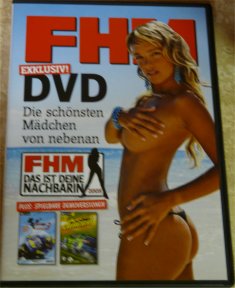 FHM
EXKLUSIV!
DVD
Die schönsten
Mädchen
von nebenan
FHM
DAS IST DEINE
NACHBARIN
2006
PLUS: SPIELBARE DEMOVERSIONEN